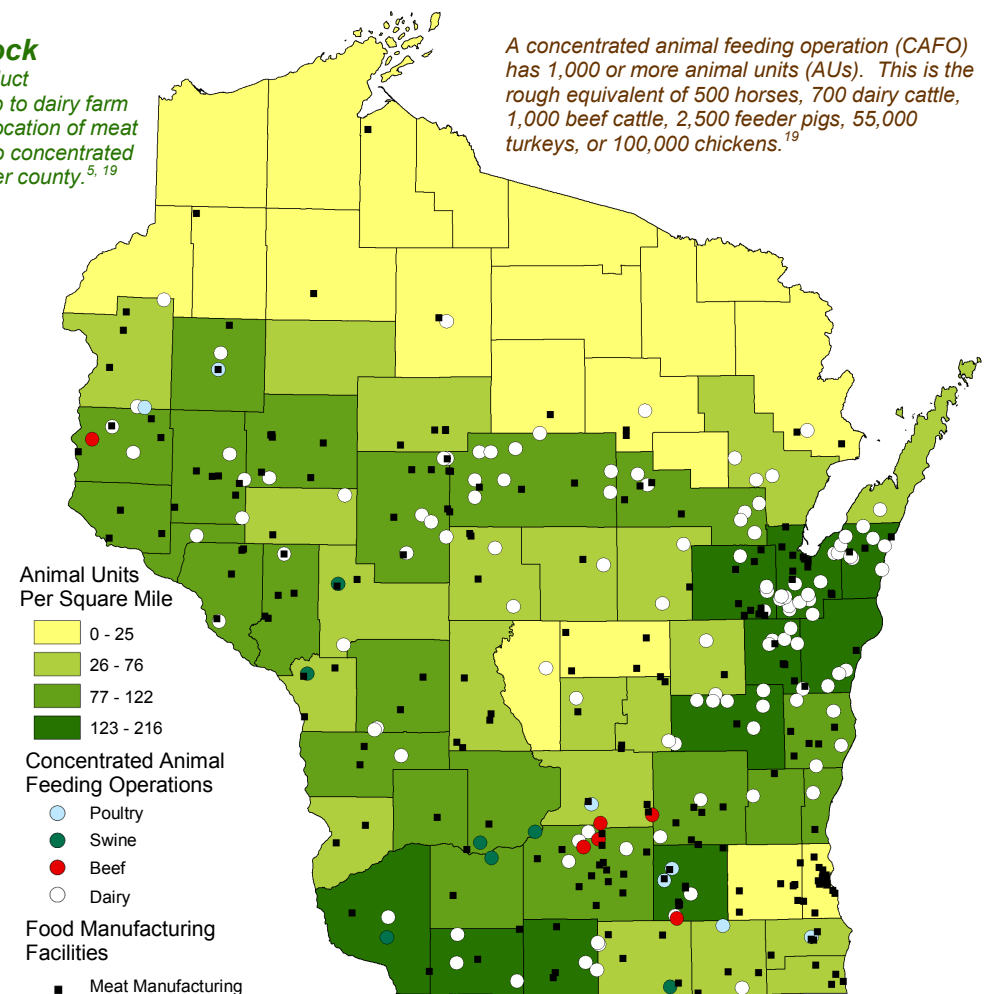 ock
duct
o to dairy farm
ocation of meat
o concentrated
er county.5, 19
A concentrated animal feeding operation (CAFO)
has 1,000 or more animal units (AUs). This is the
rough equivalent of 500 horses, 700 dairy cattle,
1,000 beef cattle, 2,500 feeder pigs, 55,000
turkeys, or 100,000 chickens.19
Animal Units
Per Square Mile
0 - 25
26 - 76
77 - 122
123 - 216
Concentrated Animal
Feeding Operations
Poultry
Swine
Beef
Dairy
Food Manufacturing
Facilities
Meat Manufacturing